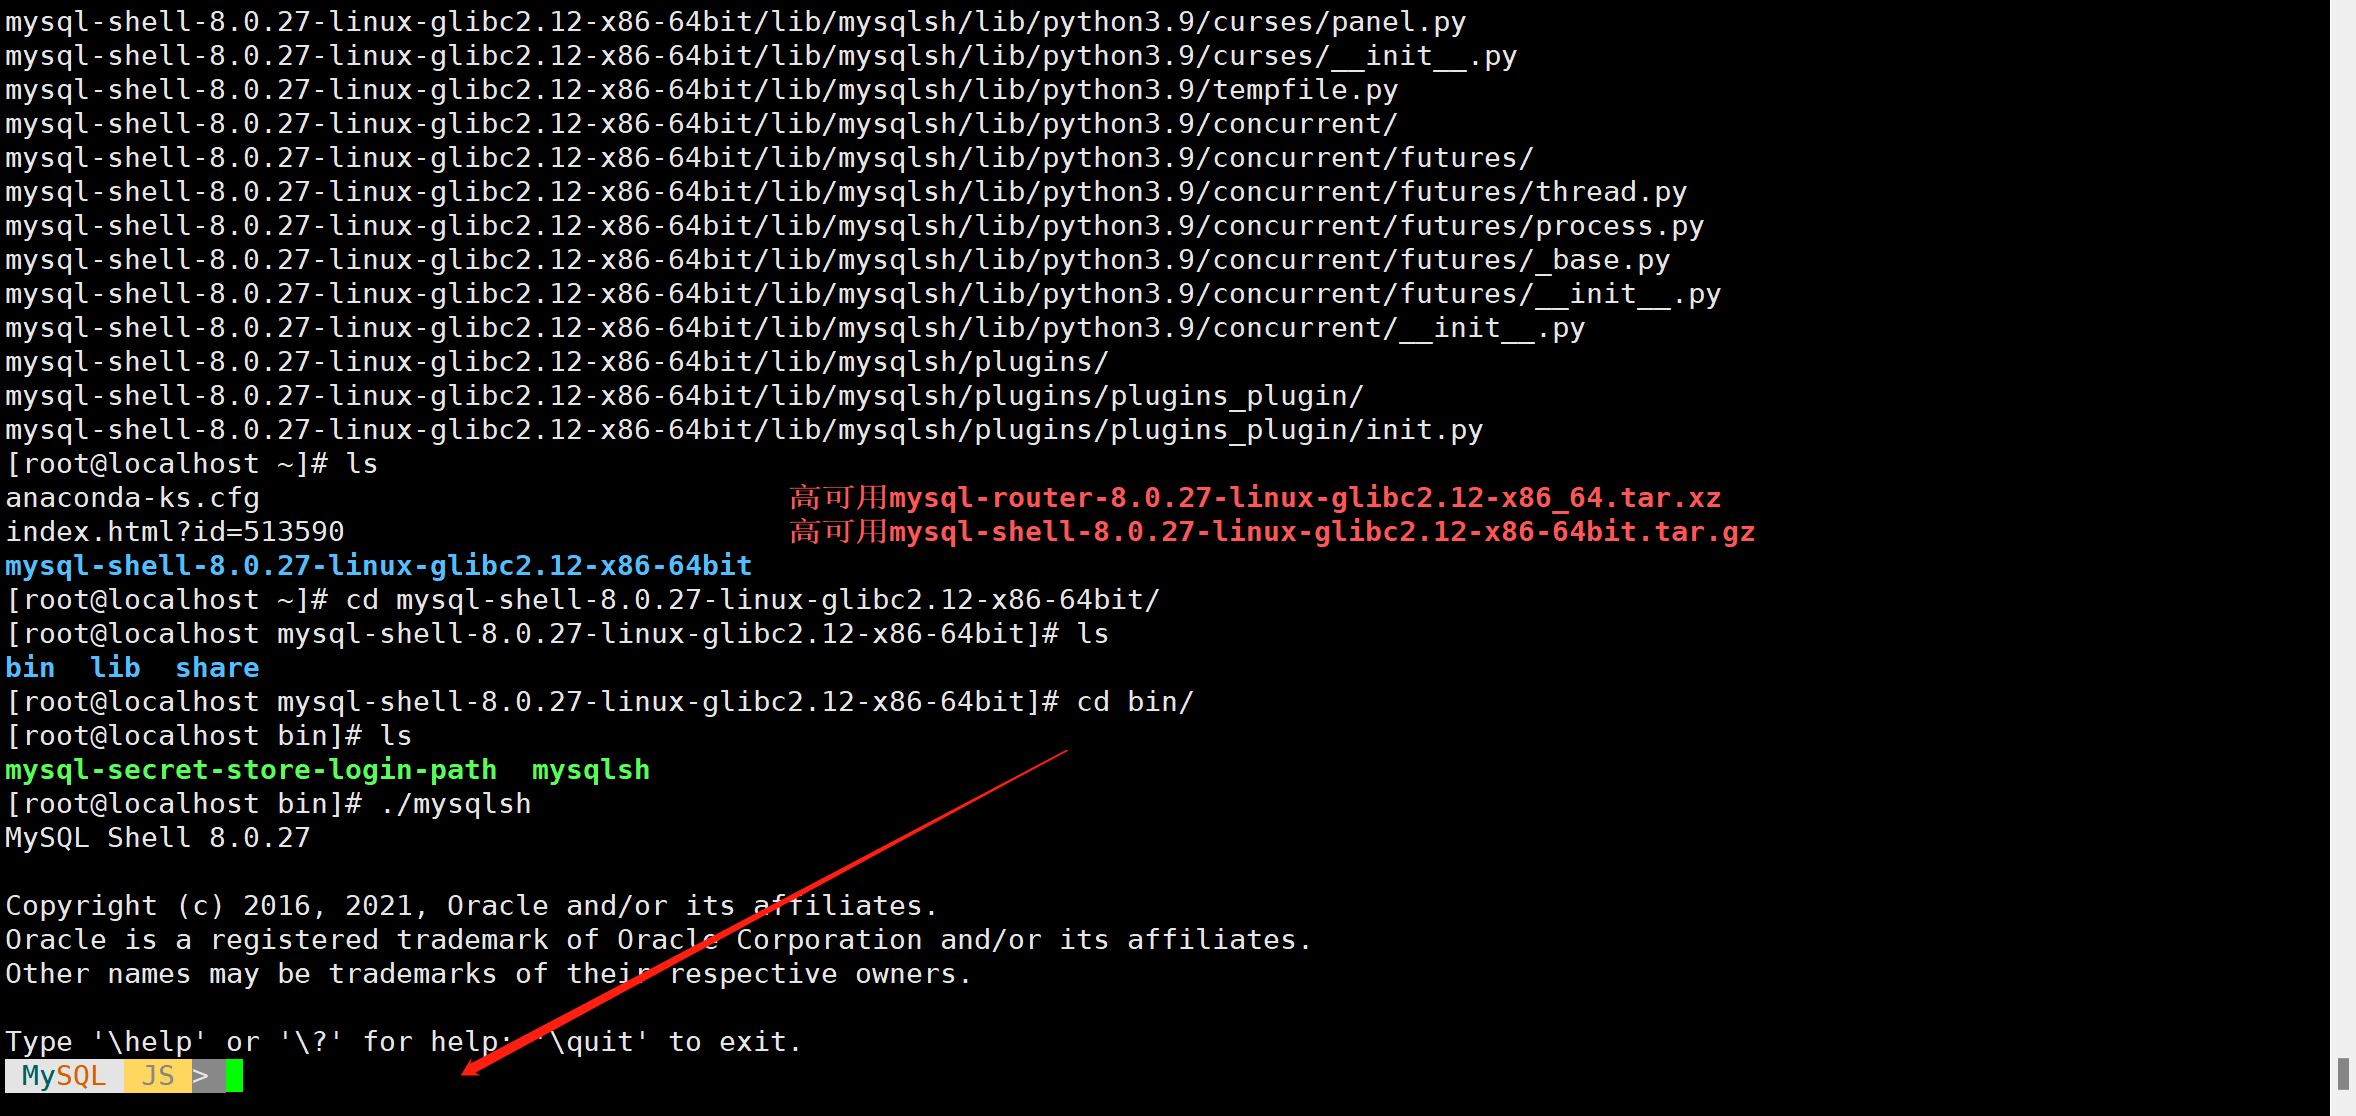 mysql-shell-8.0.27-linux-glibc2.12-x86-64bit/lib/mysqlsh/lib/python3.9/curses/panel.py
mysql-shell-8.0.27-linux-glibc2.12-x86-64bit/lib/mysqlsh/lib/python3.9/curses/__init__.py
mysql-shell-8.0.27-linux-glibc2.12-x86-64bit/lib/mysqlsh/lib/python3.9/tempfile.py
mysql-shell-8.0.27-linux-glibc2.12-x86-64bit/lib/mysqlsh/lib/python3.9/concurrent/
mysql-shell-8.0.27-linux-glibc2.12-x86-64bit/lib/mysqlsh/lib/python3.9/concurrent/futures/
mysql-shell-8.0.27-linux-glibc2.12-x86-64bit/lib/mysqlsh/lib/python3.9/concurrent/futures/thread.py
mysql-shell-8.0.27-linux-glibc2.12-x86-64bit/lib/mysqlsh/lib/python3.9/concurrent/futures/process.py
mysql-shell-8.0.27-linux-glibc2.12-x86-64bit/lib/mysqlsh/lib/python3.9/concurrent/futures/_base.py
mysql-shell-8.0.27-linux-glibc2.12-x86-64bit/lib/mysqlsh/lib/python3.9/concurrent/futures/__init__.py
mysql-shell-8.0.27-linux-glibc2.12-x86-64bit/lib/mysqlsh/lib/python3.9/concurrent/__init__.py
mysql-shell-8.0.27-linux-glibc2.12-x86-64bit/lib/mysqlsh/plugins/
mysql-shell-8.0.27-linux-glibc2.12-x86-64bit/lib/mysqlsh/plugins/plugins_plugin/
mysql-shell-8.0.27-linux-glibc2.12-x86-64bit/lib/mysqlsh/plugins/plugins_plugin/init.py
[root@localhost ~]# ls
anaconda-ks.cfg 高可用mysql-router-8.0.27-linux-glibc2.12-x86_64.tar.xz
index.html?id=513590 高可用mysql-shell-8.0.27-linux-glibc2.12-x86-64bit.tar.gz
mysql-shell-8.0.27-linux-glibc2.12-x86-64bit
[root@localhost ~]# cd mysql-shell-8.0.27-linux-glibc2.12-x86-64bit/
[root@localhost mysql-shell-8.0.27-linux-glibc2.12-x86-64bit]# ls
bin lib share
[root@localhost mysql-shell-8.0.27-linux-glibc2.12-x86-64bit]# cd bin/
[root@localhost bin]# ls
mysql-secret-store-login-path mysqlsh
[root@localhost bin]# ./mysqlsh
MySQL Shell 8.0.27
Copyright (c) 2016, 2021, Oracle and/or its affiliates.
Oracle is a registered trademark of Oracle Corporation and/or its affiliates.
Other names may be trademarks of their respective owners.
Type '\help' or '\?' for help; '\quit' to exit.
MySQL JS >